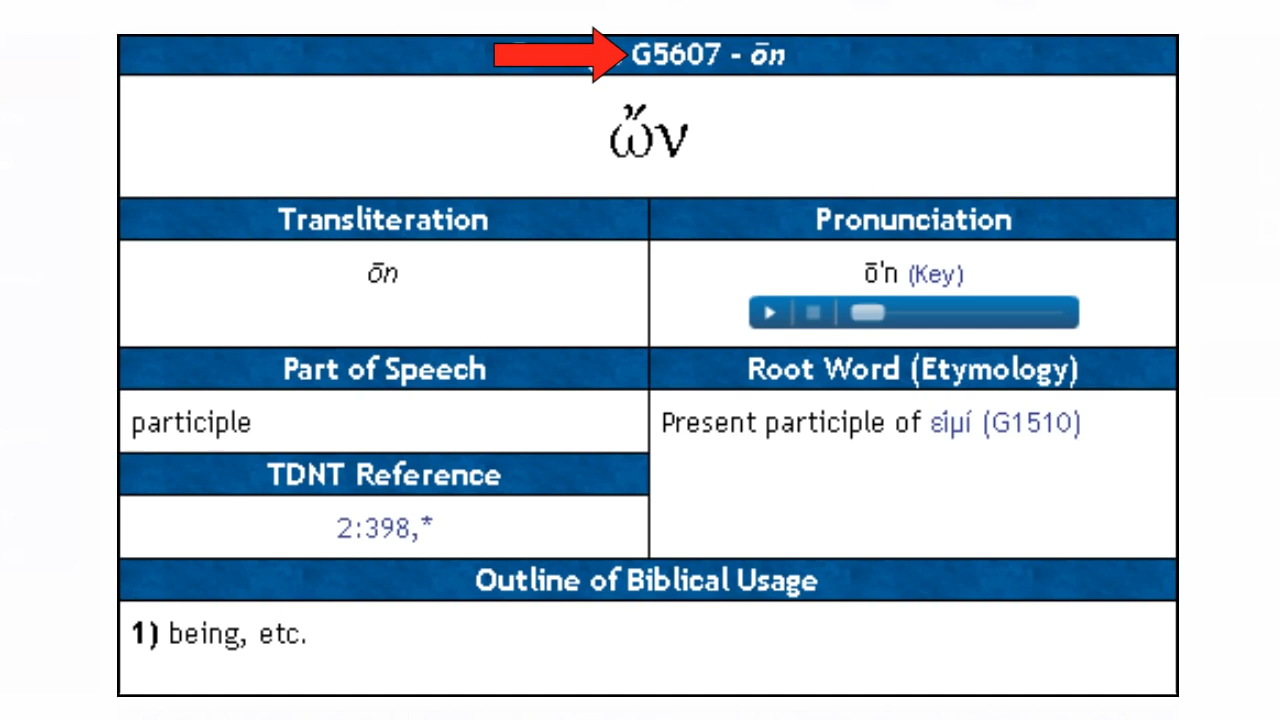 G5607 - ōn
ὤν
Transliteration
Pronunciation
ōn
ō'n (Key)
Part of Speech
Root Word (Etymology)
participle
Present participle of εἰμί (G1510)
TDNT Reference
2:398,*
Outline of Biblical Usage
1) being, etc.